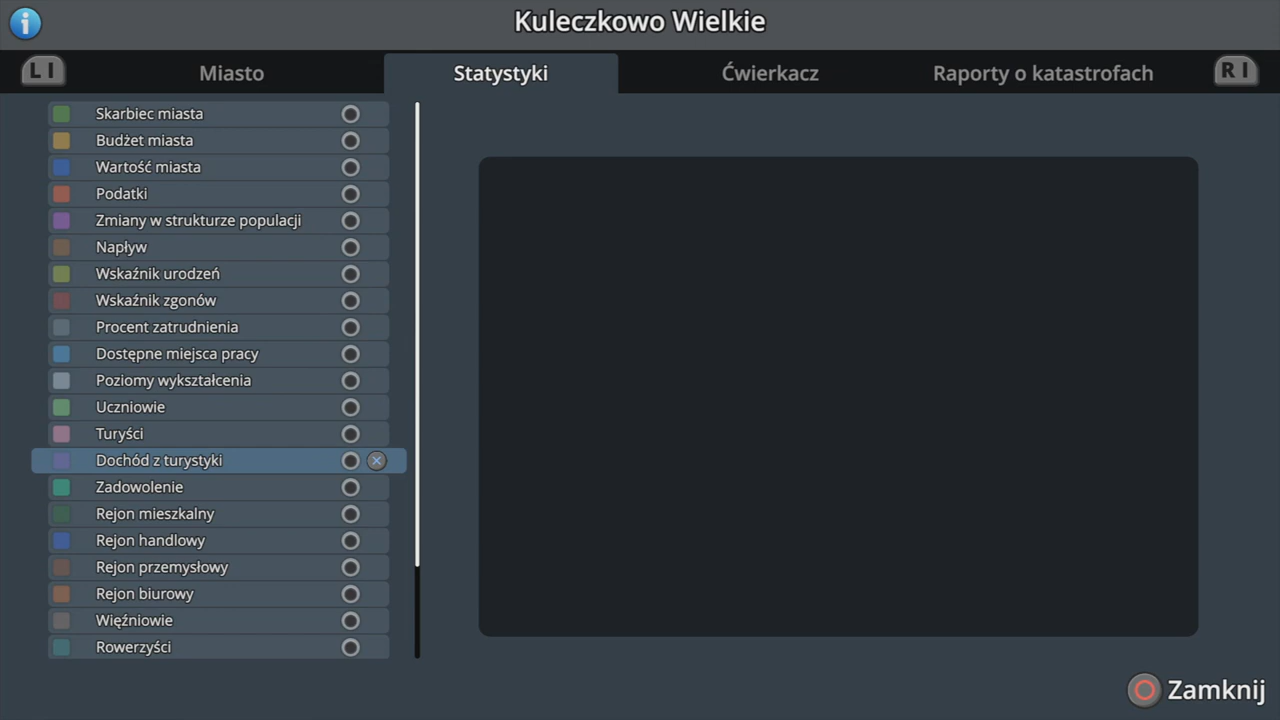 Kuleczkowo Wielkie
L1
Miasto
Statystyki
Ćwierkacz
Raporty o katastrofach
R1
Skarbiec miasta
Budżet miasta
Wartość miasta
Podatki
Zmiany w strukturze populacji
Napływ
Wskaźnik urodzeń
Wskaźnik zgonów
Procent zatrudnienia
Dostępne miejsca pracy
Poziomy wykształcenia
Uczniowie
Turyści
Dochód z turystyki
Zadowolenie
Rejon mieszkalny
Rejon handlowy
Rejon przemysłowy
Rejon biurowy
Więźniowie
Rowerzyści
Zamknij